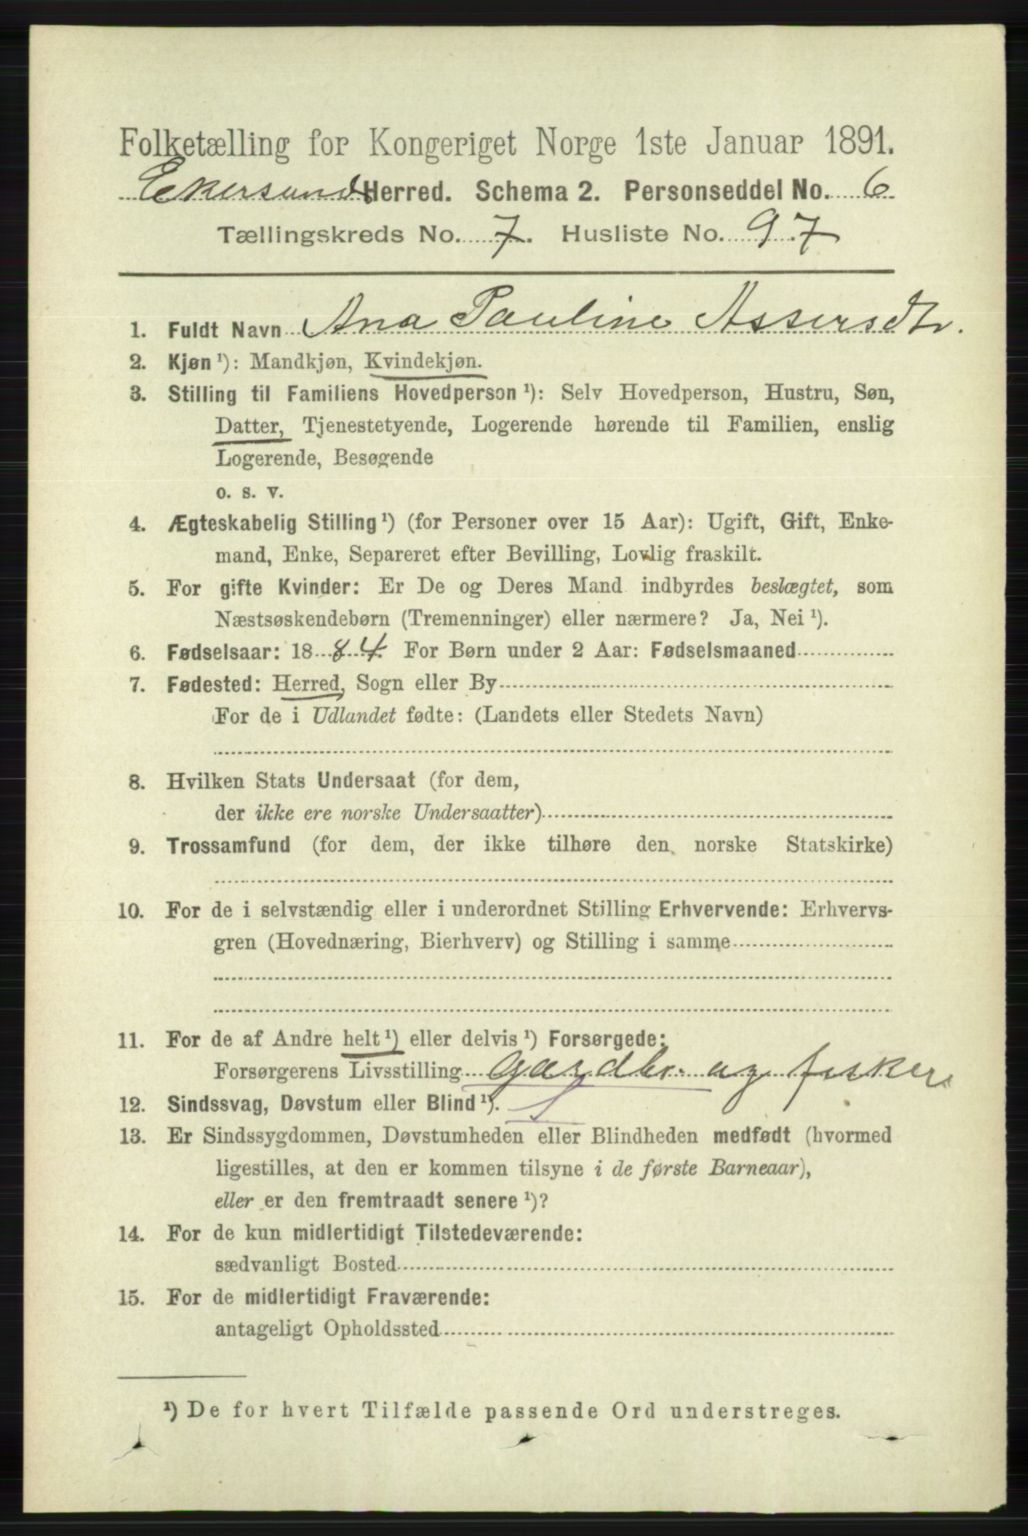 Folketælling for Kongeriget Norge 1ste Januar 1891.
Ekersunds Herred. Schema 2. Personseddel No. 6
Tællingskreds No. 7. Husliste No. 97
1. Fuldt Navn Ana Pauline Assersdtr.
2. Kjøn ¹): Mandkjøn, Kvindekjøn.
3. Stilling til Familiens Hovedperson ¹): Selv Hovedperson, Hustru, Søn,
Datter, Tjenestetyende, Logerende hørende til Familien, enslig
Logerende, Besøgende
o. s. v.
4. Ægteskabelig Stilling ¹) (for Personer over 15 Aar): Ugift, Gift, Enke-
mand, Enke, Separeret efter Bevilling, Lovlig fraskilt.
5. For gifte Kvinder: Er De og Deres Mand indbyrdes beslægtet, som
Næstsøskendebørn (Tremenninger) eller nærmere? Ja, Nei ¹).
6. Fødselsaar: 1884. For Børn under 2 Aar: Fødselsmaaned
7. Fødested: Herred, Sogn eller By
For de i Udlandet fødte: (Landets eller Stedets Navn)
8. Hvilken Stats Undersaat (for dem,
der ikke ere norske Undersaatter)
9. Trossamfund (for dem, der ikke tilhøre den norske Statskirke)
10. For de i selvstændig eller i underordnet Stilling Erhvervende: Erhvervs-
gren (Hovednæring, Bierhverv) og Stilling i samme
11. For de af Andre helt ¹) eller delvis ¹) Forsørgede:
Forsørgerens Livsstilling gardbr. og fisker
12. Sindssvag, Døvstum eller Blind ¹).
13. Er Sindssygdommen, Døvstumheden eller Blindheden medfødt (hvormed
ligestilles, at den er kommen tilsyne i de første Barneaar),
eller er den fremtraadt senere ¹)?
14. For de kun midlertidigt Tilstedeværende:
sædvanligt Bosted
15. For de midlertidigt Fraværende:
antageligt Opholdssted
¹) De for hvert Tilfælde passende Ord understreges.